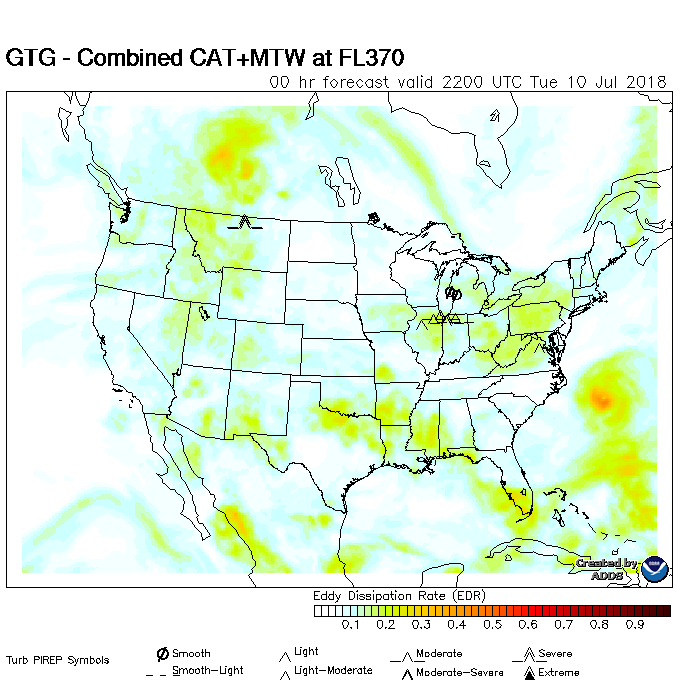 GTG - Combined CAT+MTW at FL370
00 hr forecast valid 2200 UTC Tue 10 Jul 2018
Created by
ADDS
Eddy Dissipation Rate (EDR)
0.1 0.2 0.3 0.4 0.5 0.6 0.7 0.8 0.9
Turb PIREP Symbols
Smooth Light Moderate Severe
Smooth-Light Light-Moderate Moderate-Severe Extreme